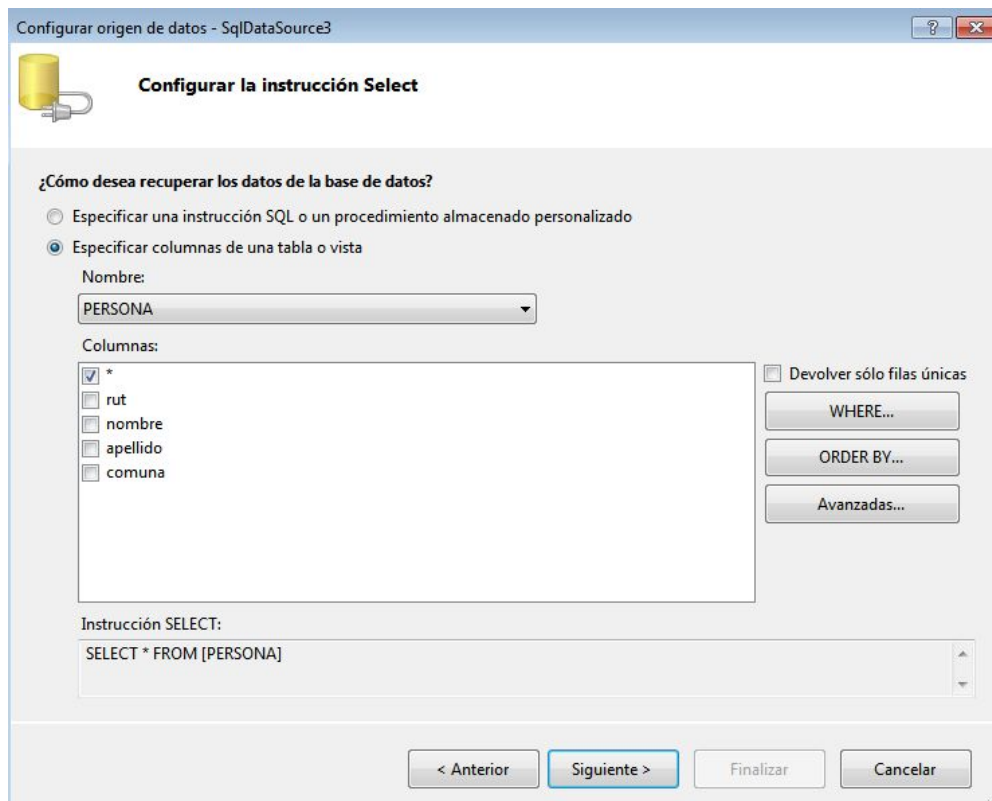 Configurar origen de datos - SqlDataSource3
?
Configurar la instrucción Select
¿Cómo desea recuperar los datos de la base de datos?
Especificar una instrucción SQL o un procedimiento almacenado personalizado
Especificar columnas de una tabla o vista
Nombre:
PERSONA
Columnas:
*
rut
nombre
apellido
comuna
Devolver sólo filas únicas
WHERE...
ORDER BY...
Avanzadas...
Instrucción SELECT:
SELECT * FROM [PERSONA]
< Anterior
Siguiente >
Finalizar
Cancelar